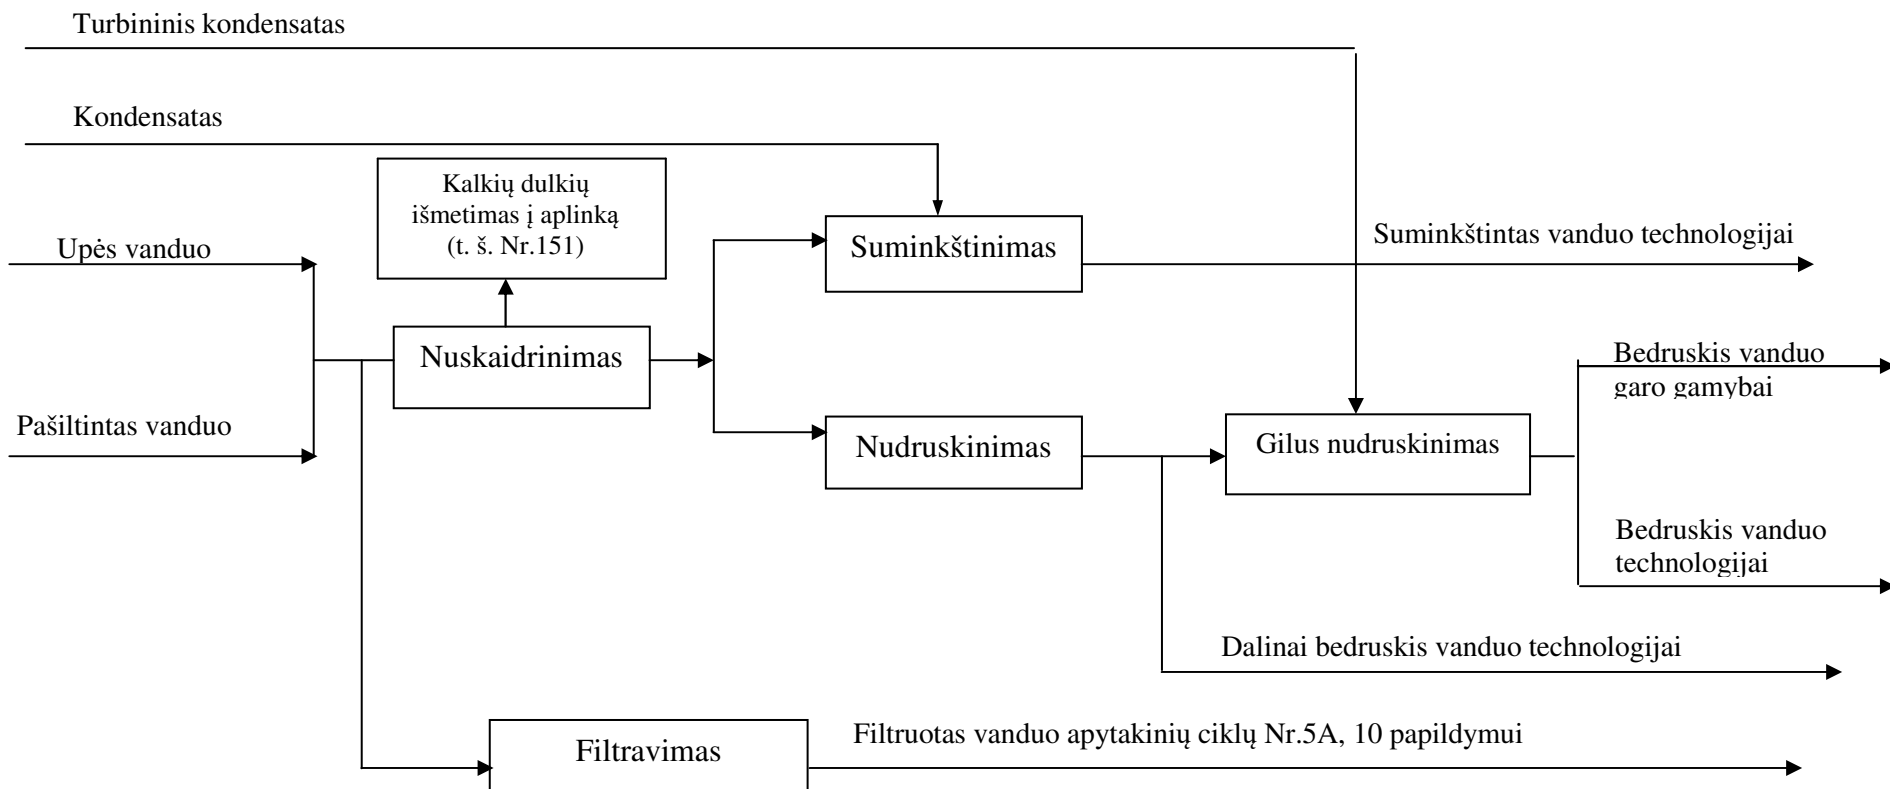 Turbininis kondensatas
Kondensatas
Kalkių dulkių
išmetimas į aplinką
(t. š. Nr.151)
Upės vanduo
Suminkštinimas
Suminkštintas vanduo technologijai
Nuskaidrinimas
Bedruskis vanduo
garo gamybai
Pašiltintas vanduo
Nudruskinimas
Gilus nudruskinimas
Bedruskis vanduo
technologijai
Dalinai bedruskis vanduo technologijai
Filtravimas
Filtruotas vanduo apytakinių ciklų Nr.5A, 10 papildymui